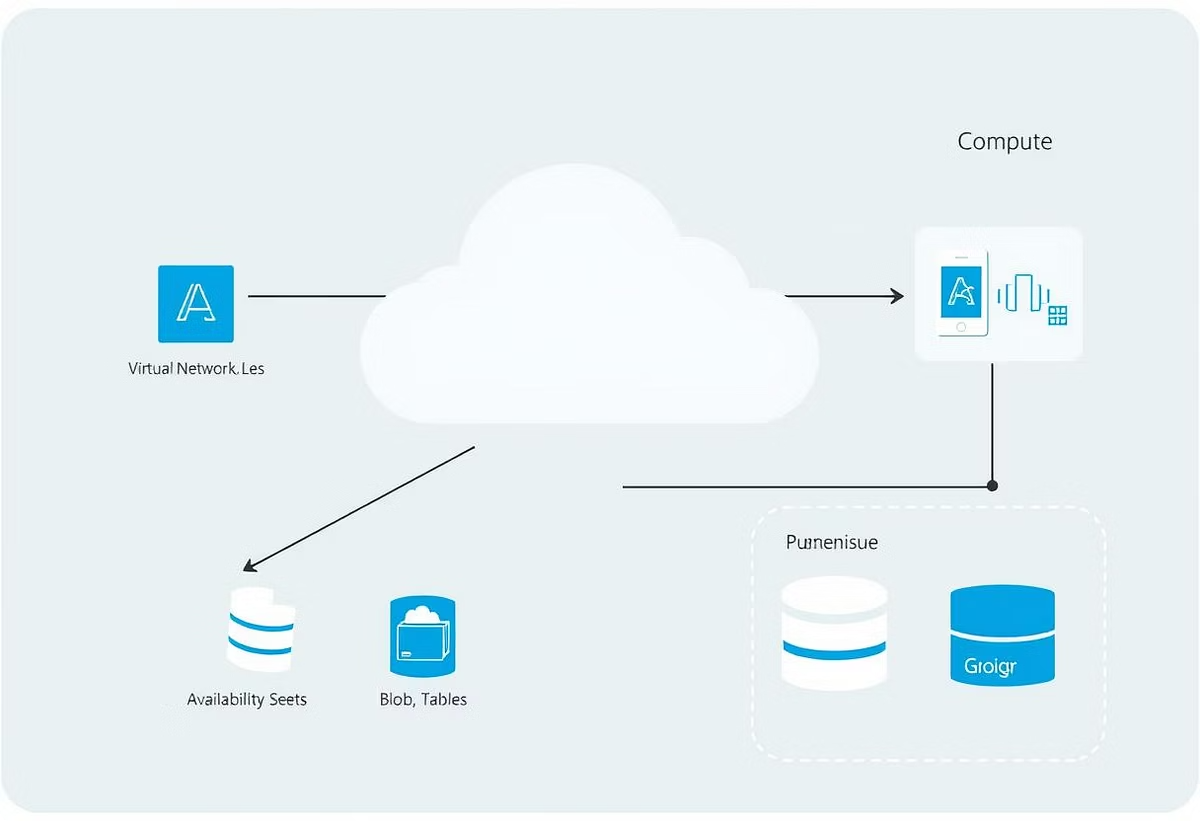 Compute
Virtual Network, Les
Pumenisue
Groigr
Availability Seets
Blob, Tables